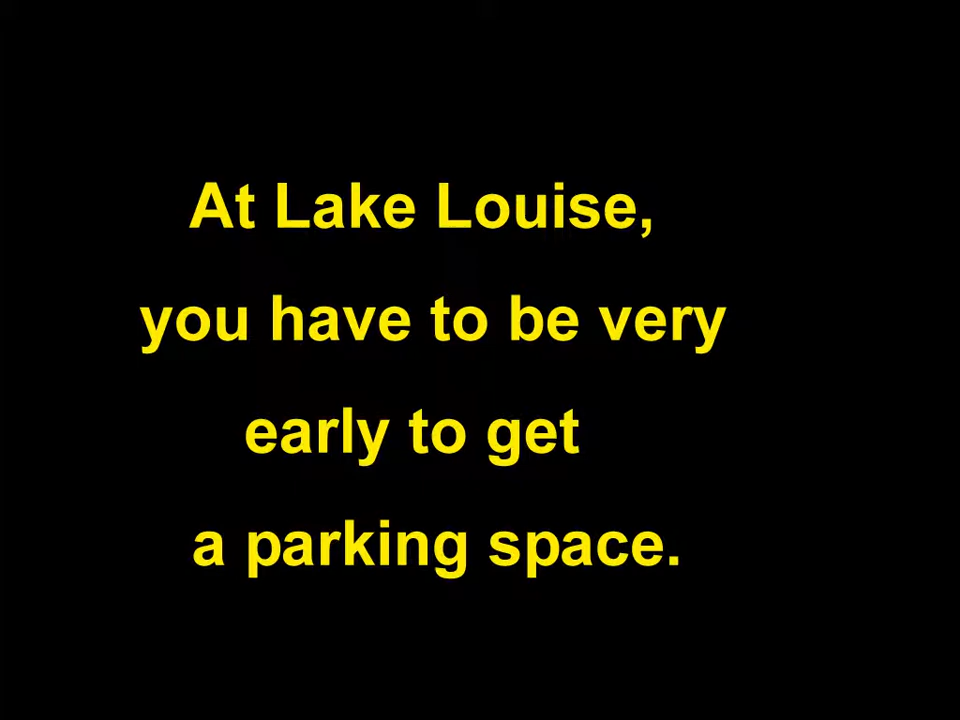 At Lake Louise,
you have to be very
early to get
a parking space.